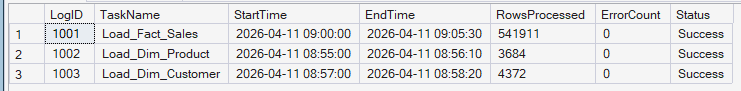 LogID TaskName StartTime EndTime RowsProcessed ErrorCount Status
1 1001 Load_Fact_Sales 2026-04-11 09:00:00 2026-04-11 09:05:30 541911 0 Success
2 1002 Load_Dim_Product 2026-04-11 08:55:00 2026-04-11 08:56:10 3684 0 Success
3 1003 Load_Dim_Customer 2026-04-11 08:57:00 2026-04-11 08:58:20 4372 0 Success